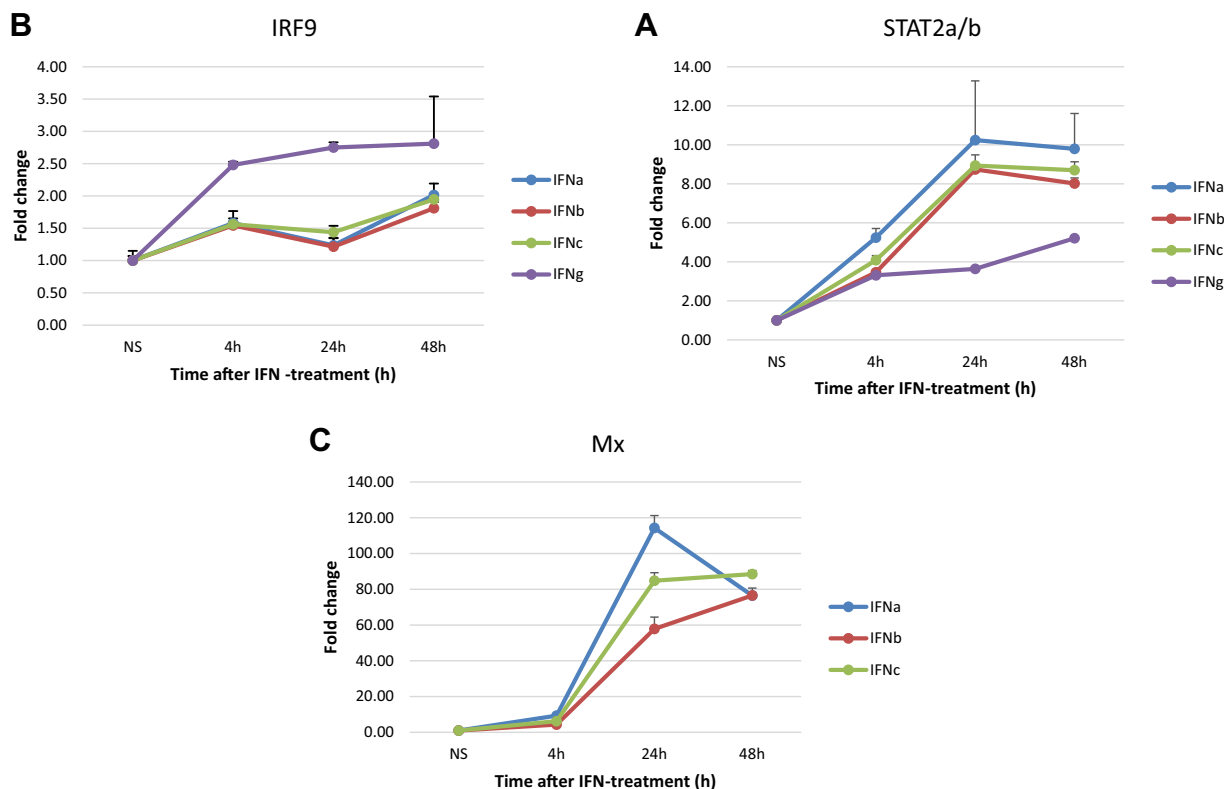 B
IRF9
4.00
3.50
3.00
2.50
2.00
1.50
1.00
0.50
0.00
Fold change
NS 4h 24h 48h
Time after IFN -treatment (h)
IFNa
IFNb
IFNc
IFNg
A
STAT2a/b
14.00
12.00
10.00
8.00
6.00
4.00
2.00
0.00
Fold change
NS 4h 24h 48h
Time after IFN-treatment (h)
IFNa
IFNb
IFNc
IFNg
C
Mx
140.00
120.00
100.00
80.00
60.00
40.00
20.00
0.00
Fold change
NS 4h 24h 48h
Time after IFN-treatment (h)
IFNa
IFNb
IFNc